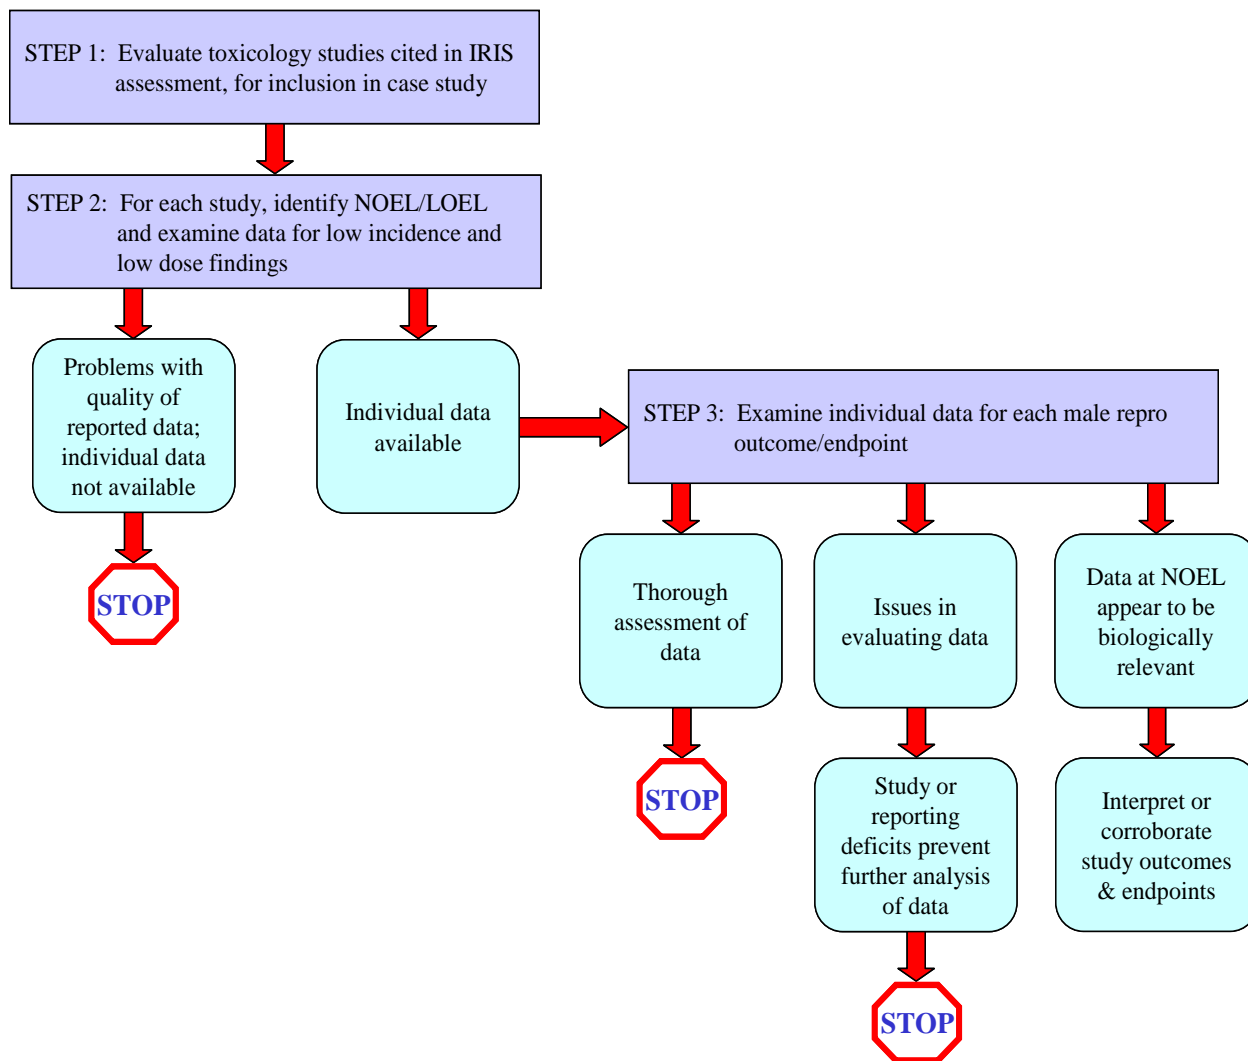 STEP 1:  Evaluate toxicology studies cited in IRIS
assessment, for inclusion in case study
STEP 2:  For each study, identify NOEL/LOEL
and examine data for low incidence and
low dose findings
Problems with
quality of
reported data;
individual data
not available
Individual data
available
STEP 3:  Examine individual data for each male repro
outcome/endpoint
STOP
Thorough
assessment of
data
Issues in
evaluating data
Data at NOEL
appear to be
biologically
relevant
STOP
Study or
reporting
deficits prevent
further analysis
of data
Interpret or
corroborate
study outcomes
& endpoints
STOP